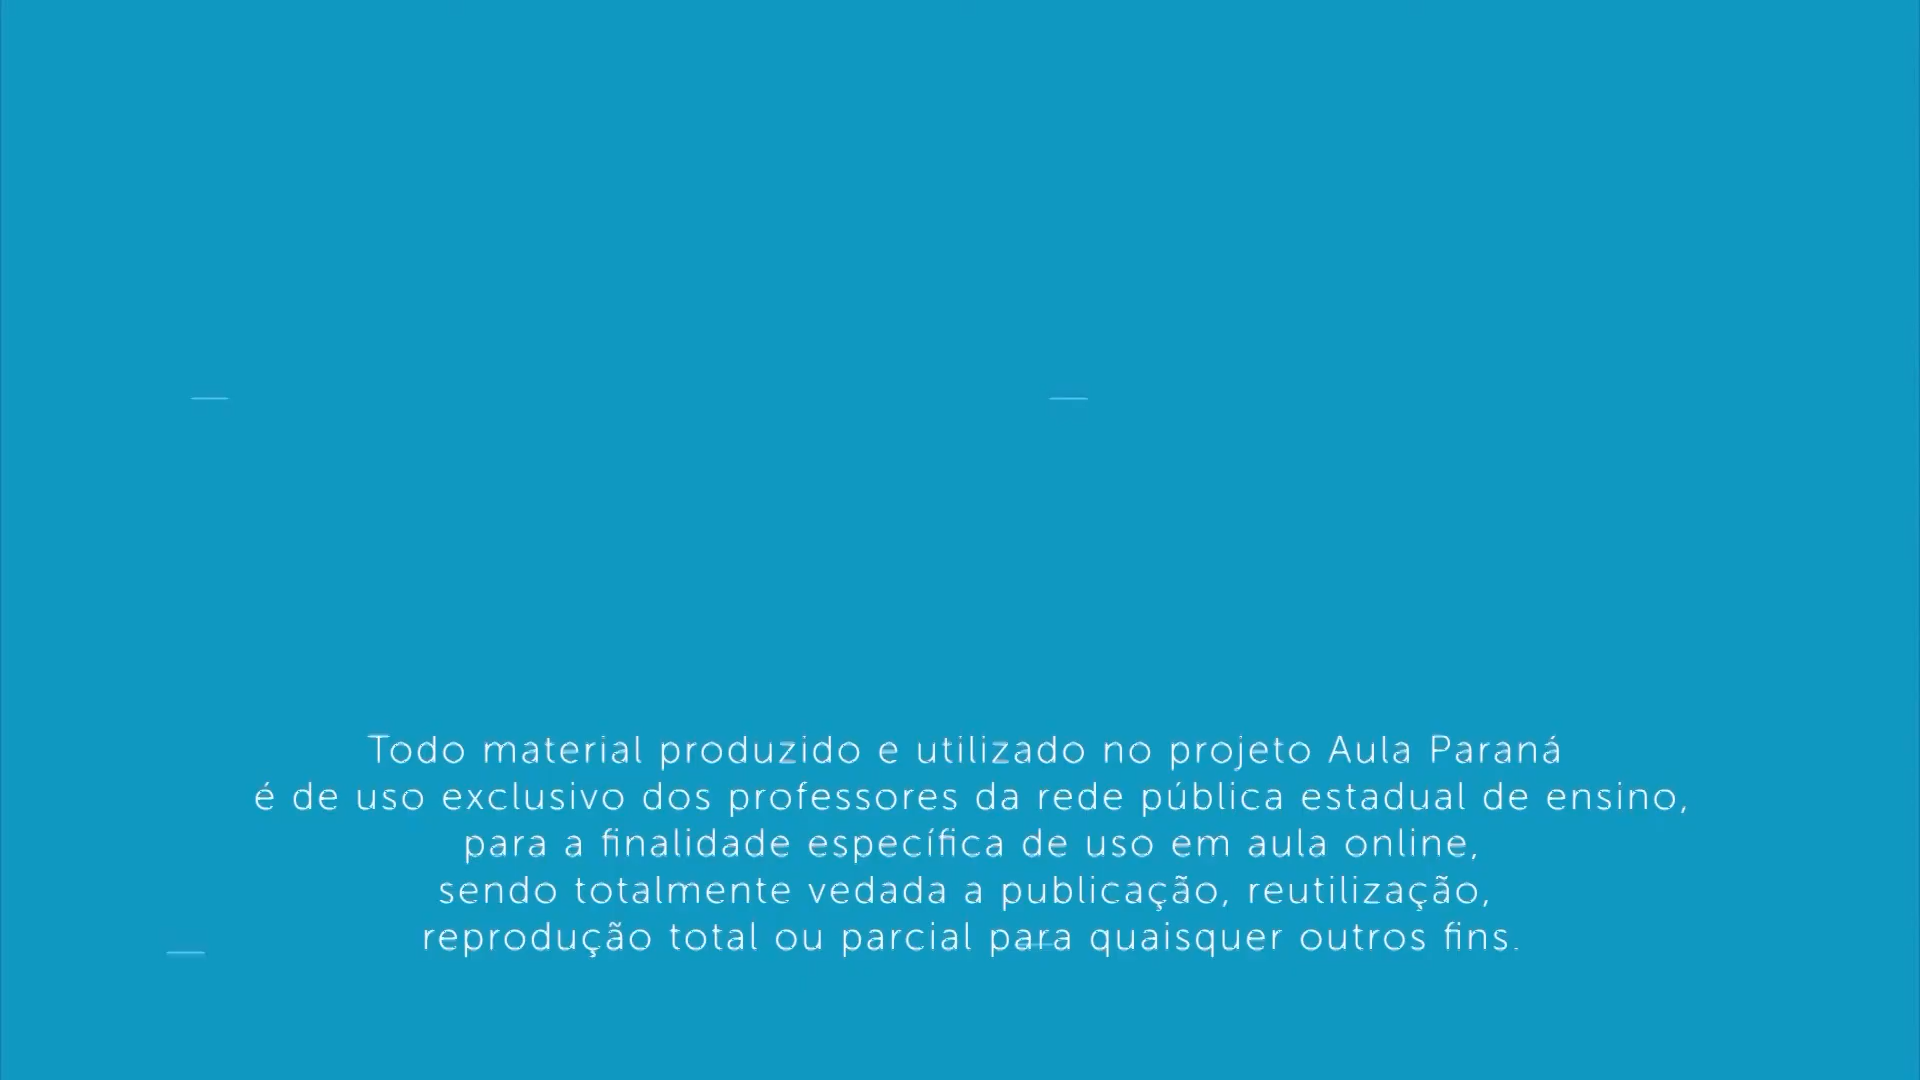 Todo material produzido e utilizado no projeto Aula Paraná
é de uso exclusivo dos professores da rede pública estadual de ensino,
para a finalidade específica de uso em aula online,
sendo totalmente vedada a publicação, reutilização,
reprodução total ou parcial para quaisquer outros fins.